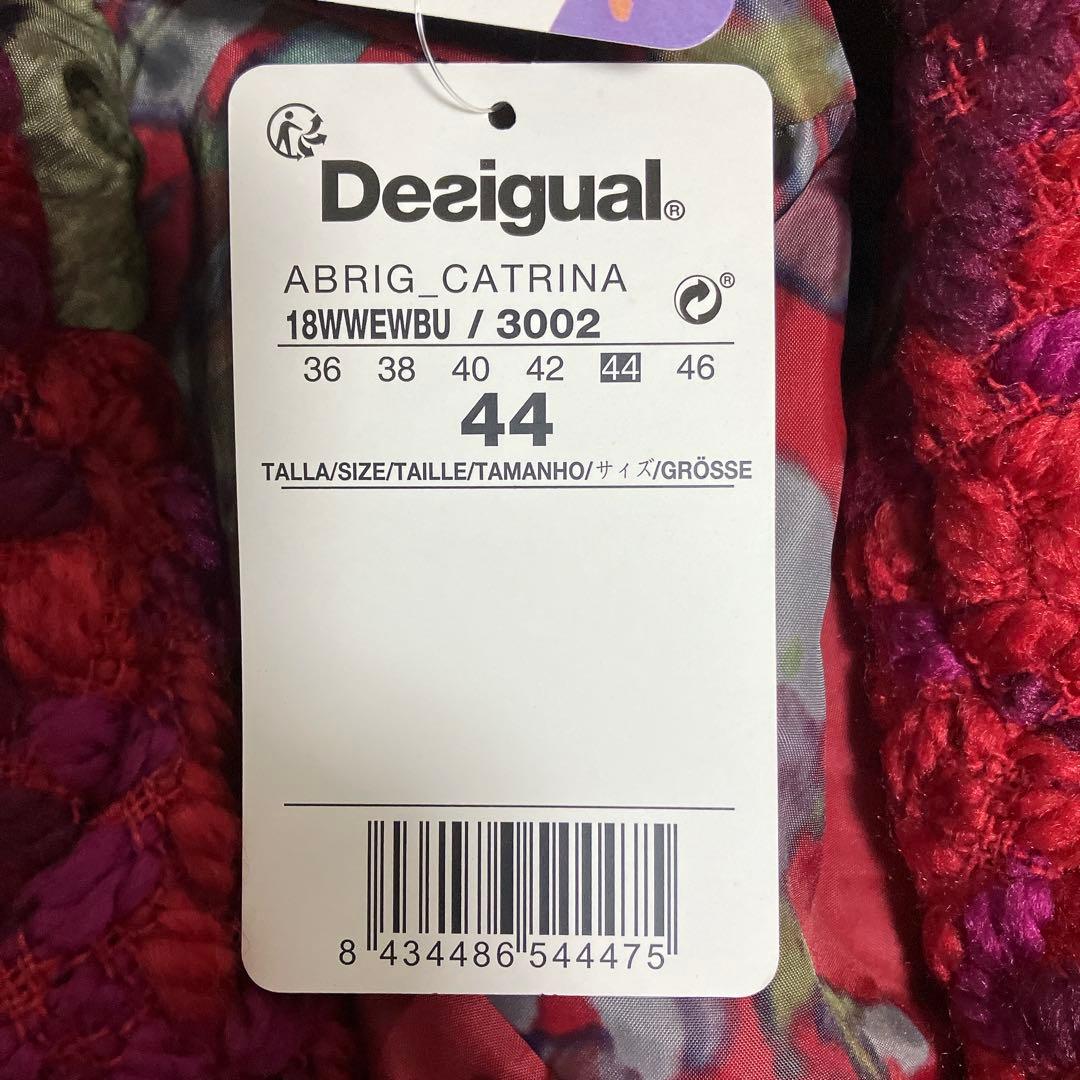 Desigual®
ABRIG_CATRINA
®
18WWEWBU / 3002
36 38 40 42 44 46
44
TALLA/SIZE/TAILLE/TAMANHO/サイズ/GRÖSSE
8 434486 544475